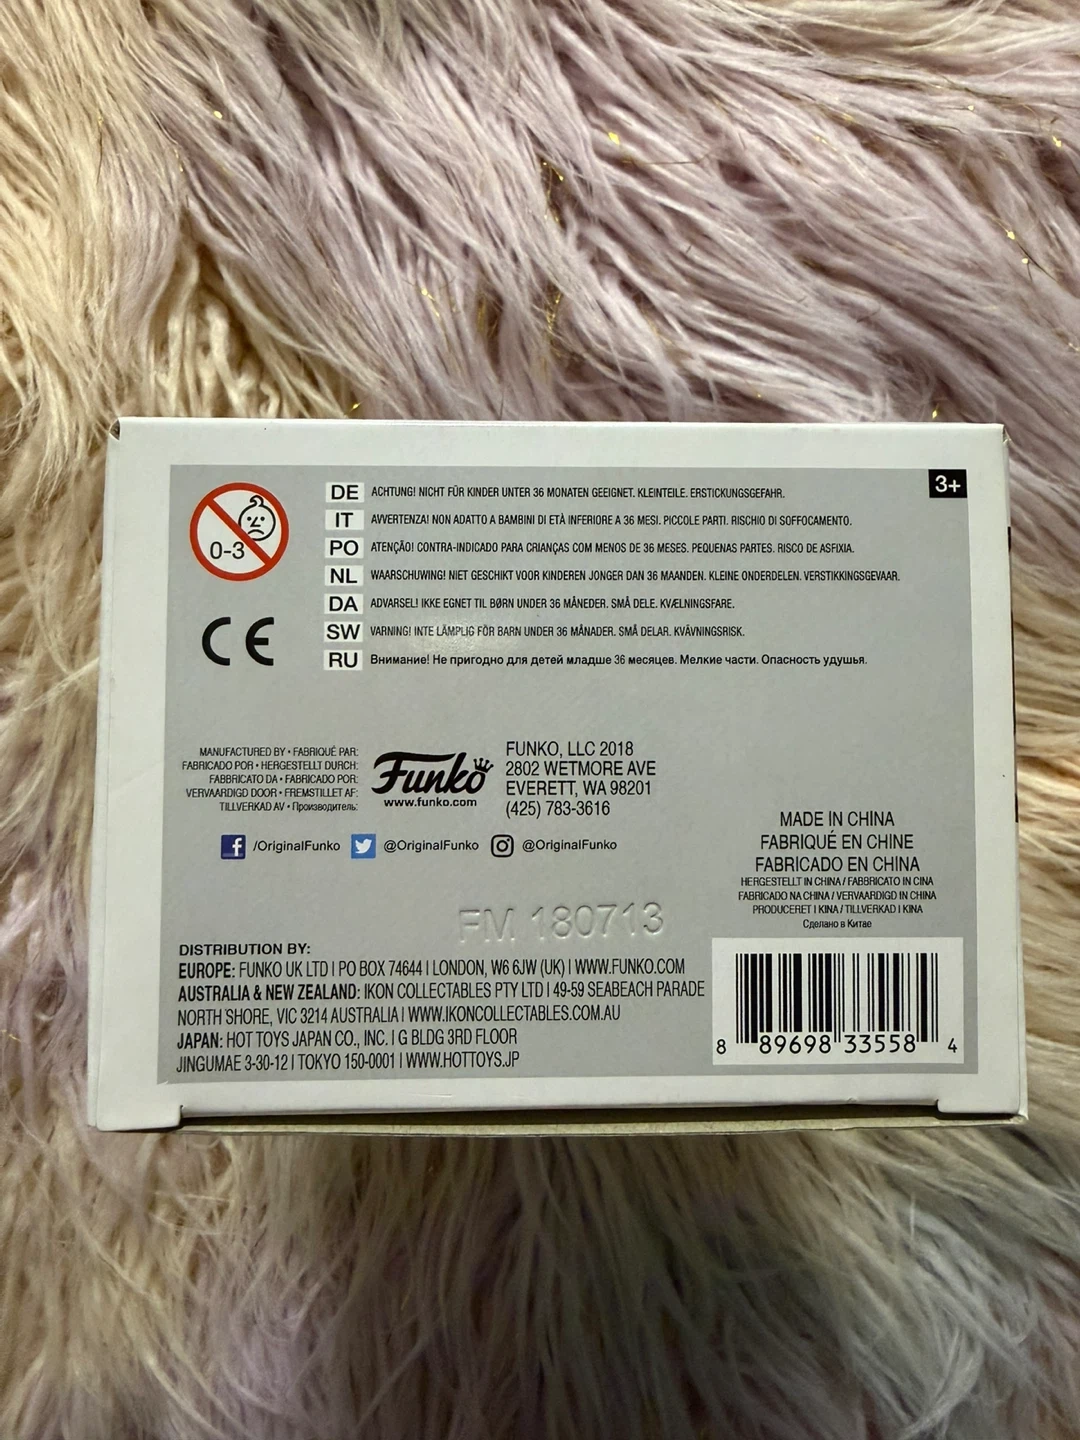 3+
0-3
DE ACHTUNG! NICHT FÜR KINDER UNTER 36 MONATEN GEEIGNET. KLEINTEILE. ERSTICKUNGSGEFAHR.
IT AVVERTENZA! NON ADATTO A BAMBINI DI ETÀ INFERIORE A 36 MESI. PICCOLE PARTI. RISCHIO DI SOFFOCAMENTO.
PO ATENÇÃO! CONTRA-INDICADO PARA CRIANÇAS COM MENOS DE 36 MESES. PEQUENAS PARTES. RISCO DE ASFIXIA.
NL WAARSCHUWING! NIET GESCHIKT VOOR KINDEREN JONGER DAN 36 MAANDEN. KLEINE ONDERDELEN. VERSTIKKINGSGEVAAR.
DA ADVARSEL! IKKE EGNET TIL BØRN UNDER 36 MÅNEDER. SMÅ DELE. KVÆLNINGSFARE.
SW VARNING! INTE LÄMPLIG FÖR BARN UNDER 36 MÅNADER. SMÅ DELAR. KVÄVNINGSRISK.
RU Внимание! Не пригодно для детей младше 36 месяцев. Мелкие части. Опасность удушья.
CE
MANUFACTURED BY • FABRIQUÉ PAR:
FABRICADO POR • HERGESTELLT DURCH:
FABBRICATO DA • FABRICADO POR:
VERVAARDIGD DOOR • FREMSTILLET AF:
TILLVERKAD AV • Производитель:
Funko
www.funko.com
FUNKO, LLC 2018
2802 WETMORE AVE
EVERETT, WA 98201
(425) 783-3616
/OriginalFunko @OriginalFunko @OriginalFunko
MADE IN CHINA
FABRIQUÉ EN CHINE
FABRICADO EN CHINA
HERGESTELLT IN CHINA / FABBRICATO IN CINA
FABRICADO NA CHINA / VERVAARDIGD IN CHINA
PRODUCERET I KINA / TILLVERKAD I KINA
Сделано в Китае
FM 180713
DISTRIBUTION BY:
EUROPE: FUNKO UK LTD | PO BOX 74644 | LONDON, W6 6JW (UK) | WWW.FUNKO.COM
AUSTRALIA & NEW ZEALAND: IKON COLLECTABLES PTY LTD | 49-59 SEABEACH PARADE
NORTH SHORE, VIC 3214 AUSTRALIA | WWW.IKONCOLLECTABLES.COM.AU
JAPAN: HOT TOYS JAPAN CO., INC. | G BLDG 3RD FLOOR
JINGUMAE 3-30-12 | TOKYO 150-0001 | WWW.HOTTOYS.JP
8 89698 33558 4